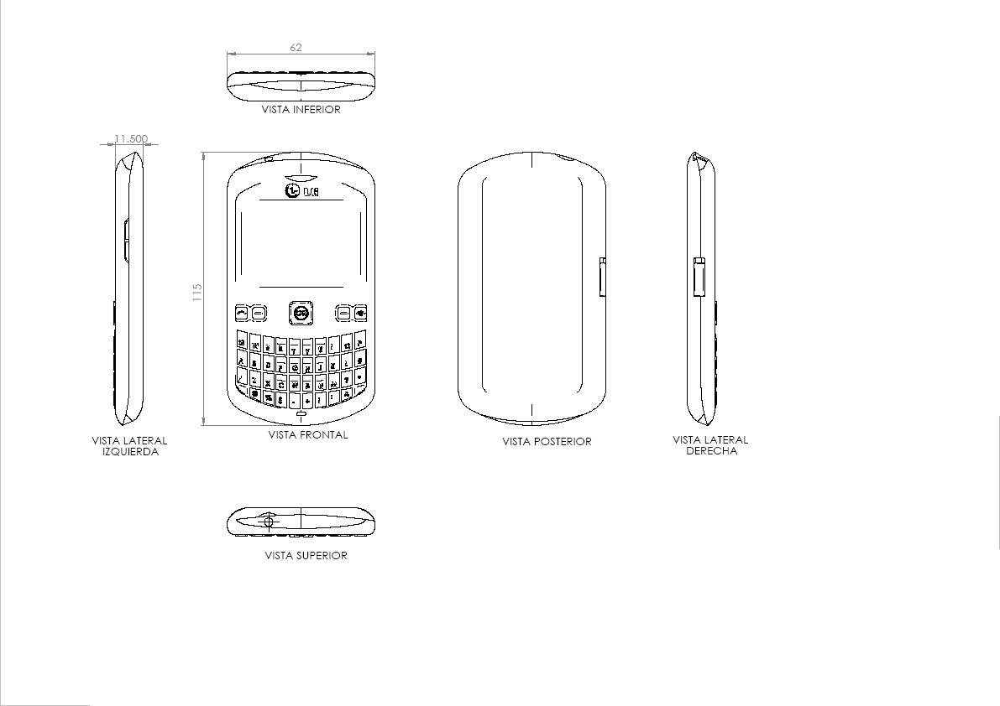 62
VISTA INFERIOR
11.500
115
VISTA LATERAL
IZQUIERDA
VISTA FRONTAL
VISTA POSTERIOR
VISTA LATERAL
DERECHA
VISTA SUPERIOR